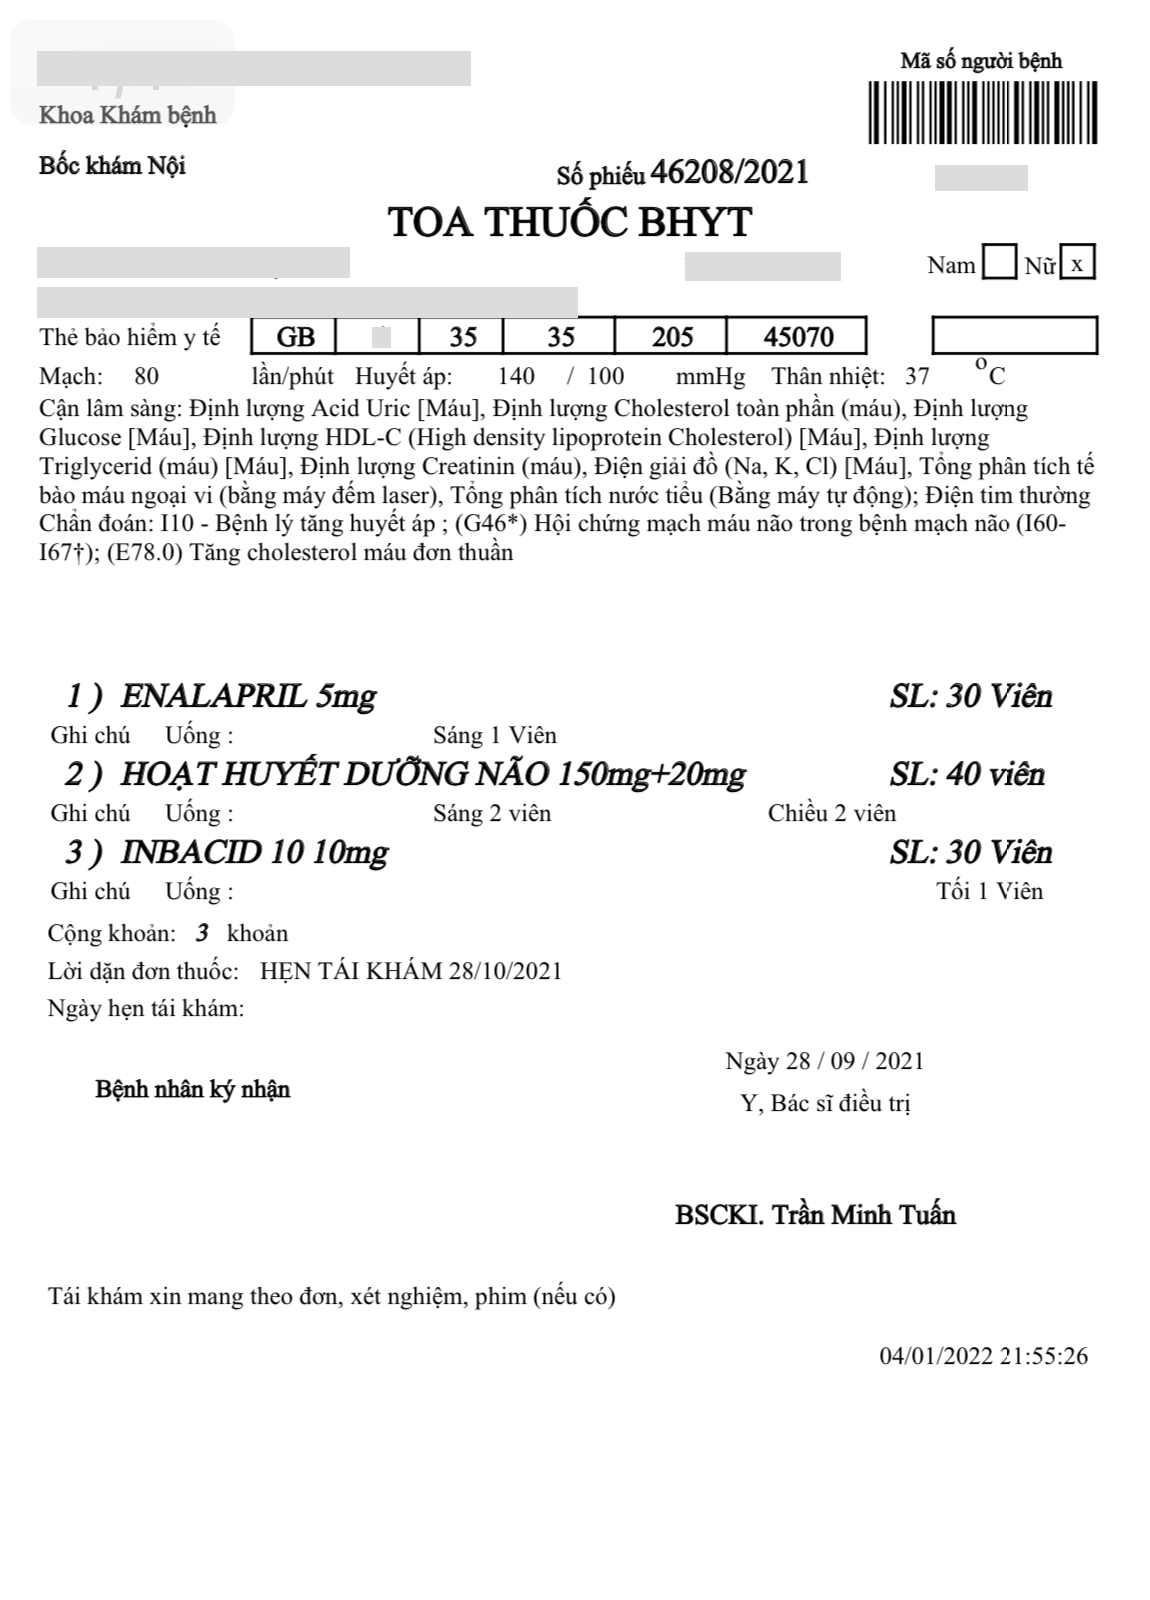 Mã số người bệnh
Khoa Khám bệnh
Bốc khám Nội
Số phiếu 46208/2021
TOA THUỐC BHYT
Nam Nữ x
Thẻ bảo hiểm y tế GB 35 35 205 45070
Mạch: 80 lần/phút Huyết áp: 140 / 100 mmHg Thân nhiệt: 37 °C
Cận lâm sàng: Định lượng Acid Uric [Máu], Định lượng Cholesterol toàn phần (máu), Định lượng
Glucose [Máu], Định lượng HDL-C (High density lipoprotein Cholesterol) [Máu], Định lượng
Triglycerid (máu) [Máu], Định lượng Creatinin (máu), Điện giải đồ (Na, K, Cl) [Máu], Tổng phân tích tế
bào máu ngoại vi (bằng máy đếm laser), Tổng phân tích nước tiểu (Bằng máy tự động); Điện tim thường
Chẩn đoán: I10 - Bệnh lý tăng huyết áp ; (G46*) Hội chứng mạch máu não trong bệnh mạch não (I60-
I67†); (E78.0) Tăng cholesterol máu đơn thuần
1 ) ENALAPRIL 5mg SL: 30 Viên
Ghi chú Uống : Sáng 1 Viên
2 ) HOẠT HUYẾT DƯỠNG NÃO 150mg+20mg SL: 40 viên
Ghi chú Uống : Sáng 2 viên Chiều 2 viên
3 ) INBACID 10 10mg SL: 30 Viên
Ghi chú Uống : Tối 1 Viên
Cộng khoản: 3 khoản
Lời dặn đơn thuốc: HẸN TÁI KHÁM 28/10/2021
Ngày hẹn tái khám:
Ngày 28 / 09 / 2021
Bệnh nhân ký nhận
Y, Bác sĩ điều trị
BSCKI. Trần Minh Tuấn
Tái khám xin mang theo đơn, xét nghiệm, phim (nếu có)
04/01/2022 21:55:26